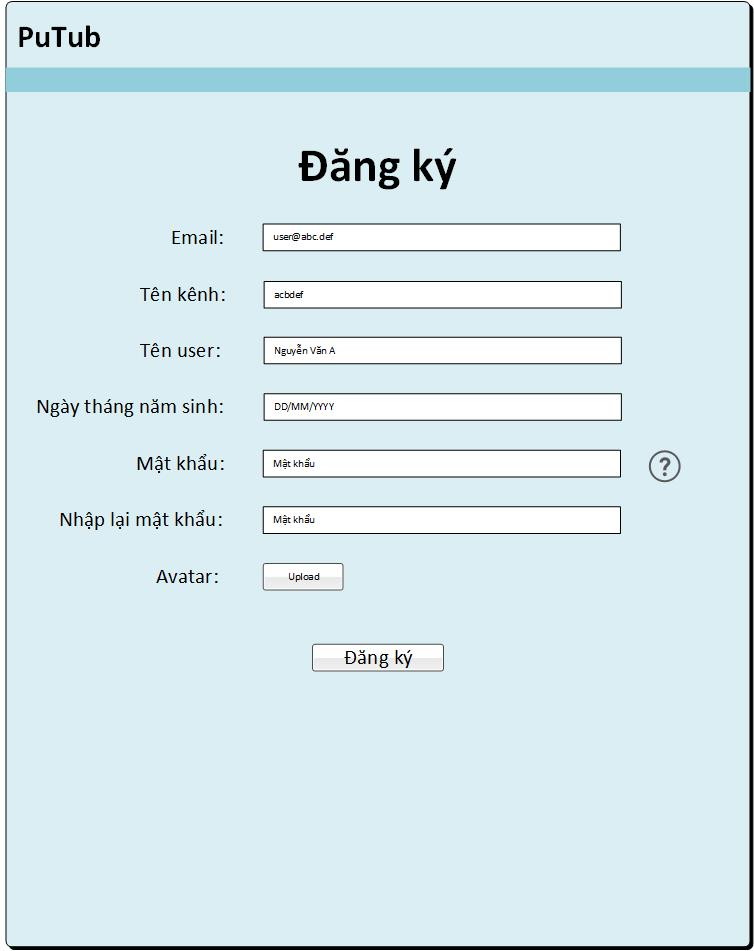 PuTub
Đăng ký
Email: user@abc.def
Tên kênh: acbdef
Tên user: Nguyễn Văn A
Ngày tháng năm sinh: DD/MM/YYYY
Mật khẩu: Mật khẩu ?
Nhập lại mật khẩu: Mật khẩu
Avatar: Upload
Đăng ký